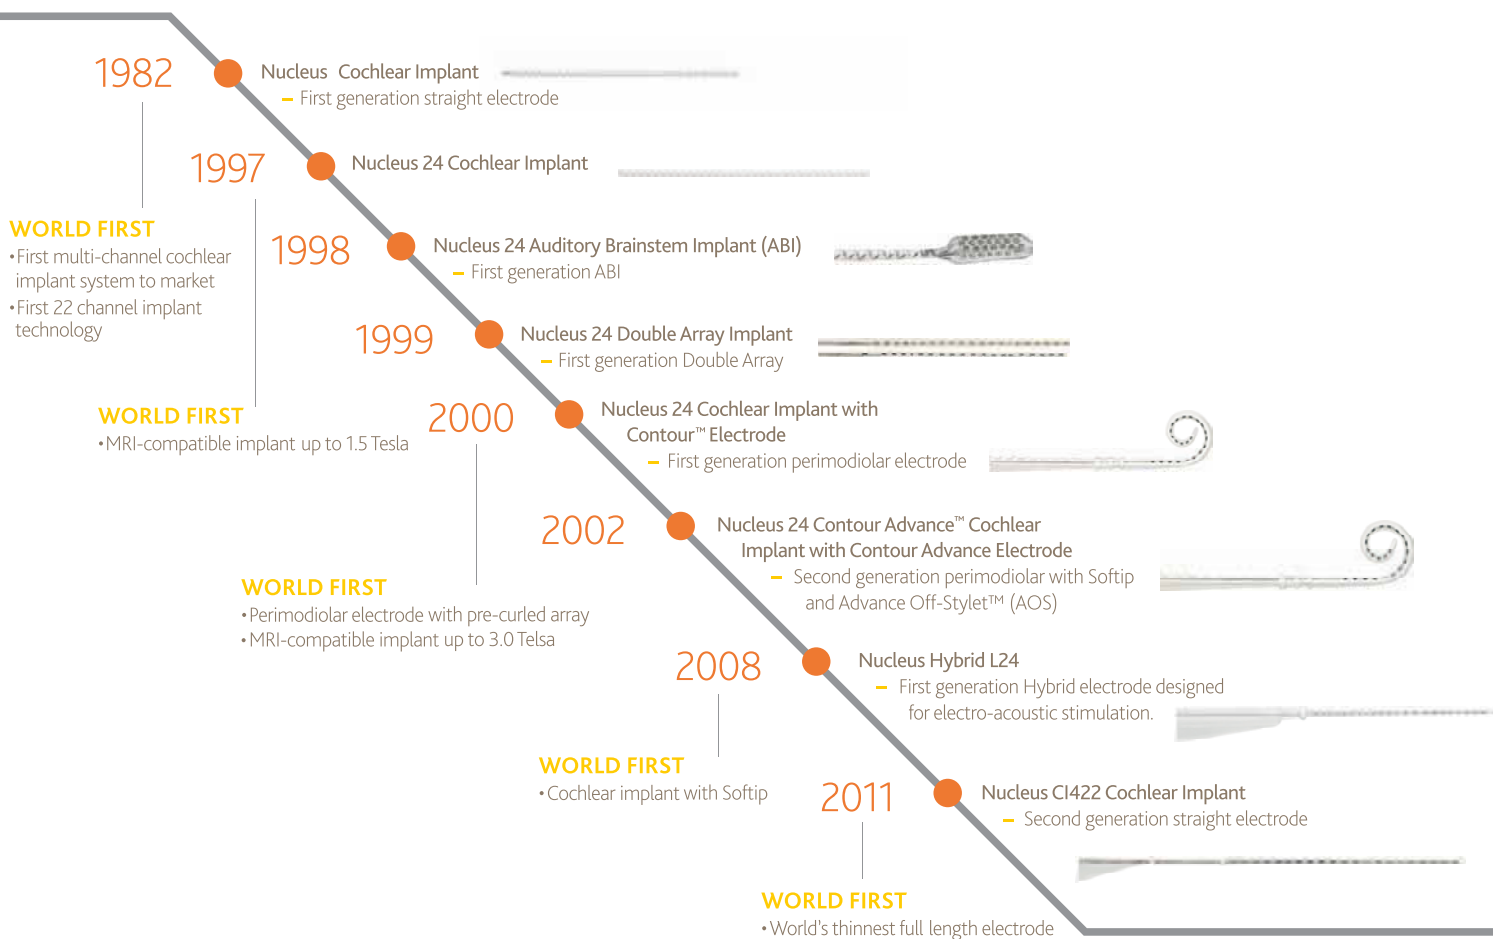 1982
Nucleus Cochlear Implant
– First generation straight electrode
WORLD FIRST
•First multi-channel cochlear
implant system to market
•First 22 channel implant
technology
1997
Nucleus 24 Cochlear Implant
WORLD FIRST
•MRI-compatible implant up to 1.5 Tesla
1998
Nucleus 24 Auditory Brainstem Implant (ABI)
– First generation ABI
1999
Nucleus 24 Double Array Implant
– First generation Double Array
2000
Nucleus 24 Cochlear Implant with
Contour™ Electrode
– First generation perimodiolar electrode
WORLD FIRST
•Perimodiolar electrode with pre-curled array
•MRI-compatible implant up to 3.0 Telsa
2002
Nucleus 24 Contour Advance™ Cochlear
Implant with Contour Advance Electrode
– Second generation perimodiolar with Softip
and Advance Off-Stylet™ (AOS)
2008
Nucleus Hybrid L24
– First generation Hybrid electrode designed
for electro-acoustic stimulation.
WORLD FIRST
•Cochlear implant with Softip
2011
Nucleus CI422 Cochlear Implant
– Second generation straight electrode
WORLD FIRST
•World's thinnest full length electrode